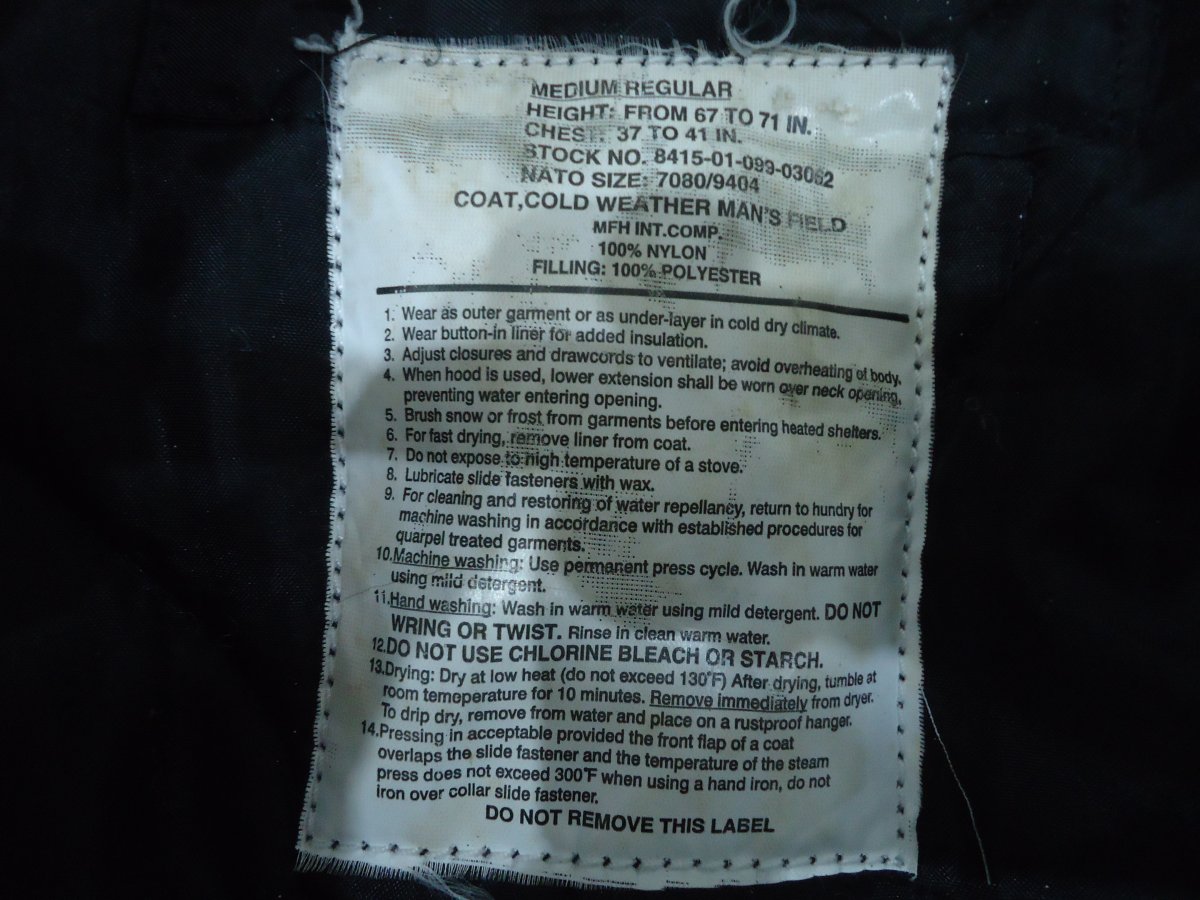 MEDIUM REGULAR
HEIGHT: FROM 67 TO 71 IN.
CHEST: 37 TO 41 IN.
STOCK NO. 8415-01-099-03082
NATO SIZE: 7080/9404
COAT,COLD WEATHER MAN'S FIELD
MFH INT.COMP.
100% NYLON
FILLING: 100% POLYESTER
1. Wear as outer garment or as under-layer in cold dry climate.
2. Wear button-in liner for added insulation.
3. Adjust closures and drawcords to ventilate; avoid overheating of body.
4. When hood is used, lower extension shall be worn over neck opening,
preventing water entering opening.
5. Brush snow or frost from garments before entering heated shelters.
6. For fast drying, remove liner from coat.
7. Do not expose to high temperature of a stove.
8. Lubricate slide fasteners with wax.
9. For cleaning and restoring of water repellancy, return to hundry for
machine washing in accordance with established procedures for
quarpel treated garments.
10.Machine washing: Use permanent press cycle. Wash in warm water
using mild detergent.
11.Hand washing: Wash in warm water using mild detergent. DO NOT
WRING OR TWIST. Rinse in clean warm water.
12.DO NOT USE CHLORINE BLEACH OR STARCH.
13.Drying: Dry at low heat (do not exceed 130°F) After drying, tumble at
room temeperature for 10 minutes. Remove immediately from dryer.
To drip dry, remove from water and place on a rustproof hanger.
14.Pressing in acceptable provided the front flap of a coat
overlaps the slide fastener and the temperature of the steam
press does not exceed 300°F when using a hand iron, do not
iron over collar slide fastener.
DO NOT REMOVE THIS LABEL